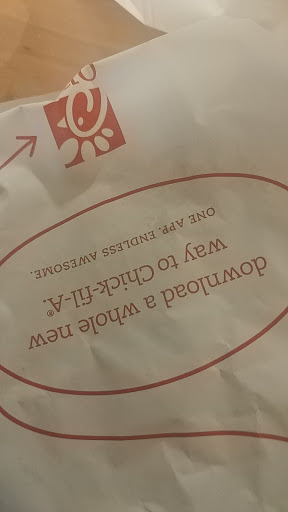 download a whole new
way to Chick-fil-A®.
ONE APP. ENDLESS AWESOME.